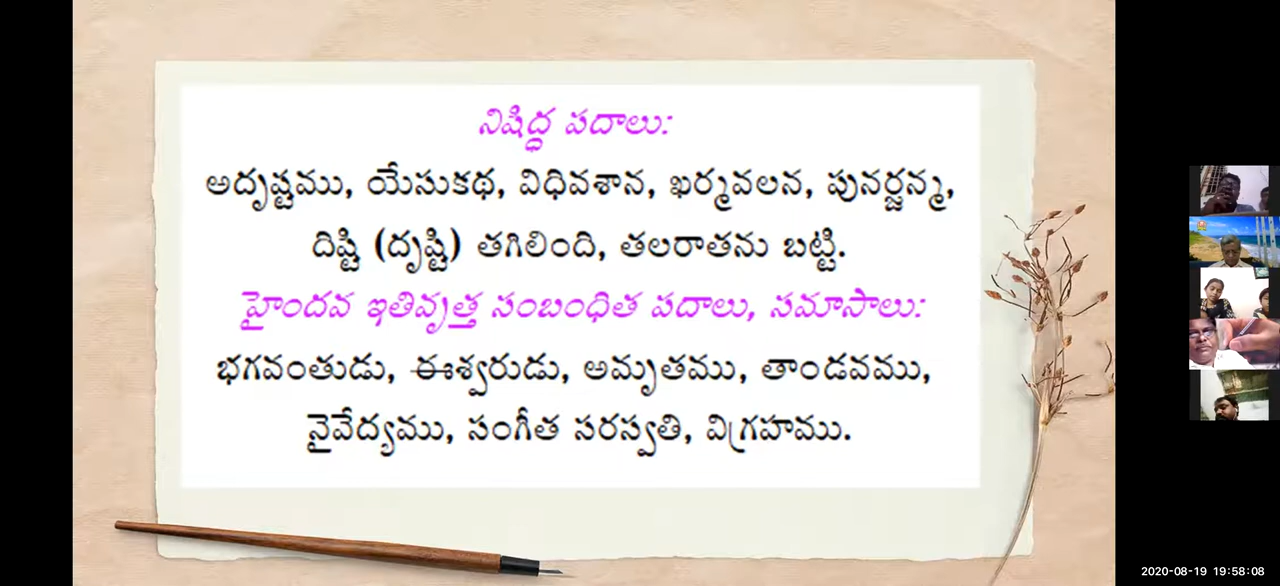 నిషిద్ధ పదాలు:
అదృష్టము, యేసుకథ, విధివశాన, ఖర్మవలన, పునర్జన్మ,
దిష్టి (దృష్టి) తగిలింది, తలరాతను బట్టి.
హైందవ ఇతివృత్త సంబంధిత పదాలు, సమాసాలు:
భగవంతుడు, ఈశ్వరుడు, అమృతము, తాండవము,
నైవేద్యము, సంగీత సరస్వతి, విగ్రహము.
2020-08-19 19:58:08